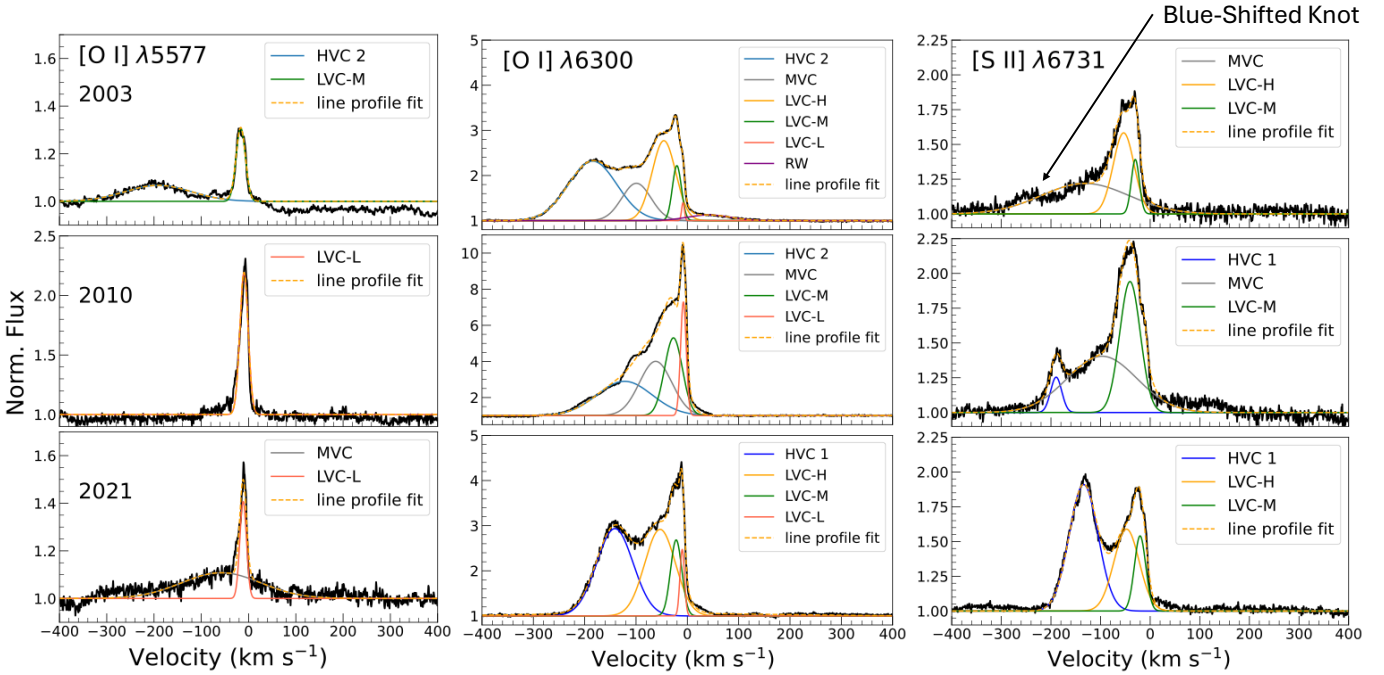 Blue-Shifted Knot
Norm. Flux
[O I] λ5577
2003
HVC 2
LVC-M
line profile fit
1.6
1.4
1.2
1.0
2010
LVC-L
line profile fit
2.5
2.0
1.5
1.0
2021
MVC
LVC-L
line profile fit
1.6
1.4
1.2
1.0
−400 −300 −200 −100 0 100 200 300 400
Velocity (km s⁻¹)
[O I] λ6300
HVC 2
MVC
LVC-H
LVC-M
LVC-L
RW
line profile fit
5
4
3
2
1
HVC 2
MVC
LVC-M
LVC-L
line profile fit
10
8
6
4
2
HVC 1
LVC-H
LVC-M
LVC-L
line profile fit
5
4
3
2
1
−400 −300 −200 −100 0 100 200 300 400
Velocity (km s⁻¹)
[S II] λ6731
MVC
LVC-H
LVC-M
line profile fit
2.25
2.00
1.75
1.50
1.25
1.00
HVC 1
MVC
LVC-M
line profile fit
2.25
2.00
1.75
1.50
1.25
1.00
HVC 1
LVC-H
LVC-M
line profile fit
2.25
2.00
1.75
1.50
1.25
1.00
−400 −300 −200 −100 0 100 200 300 400
Velocity (km s⁻¹)